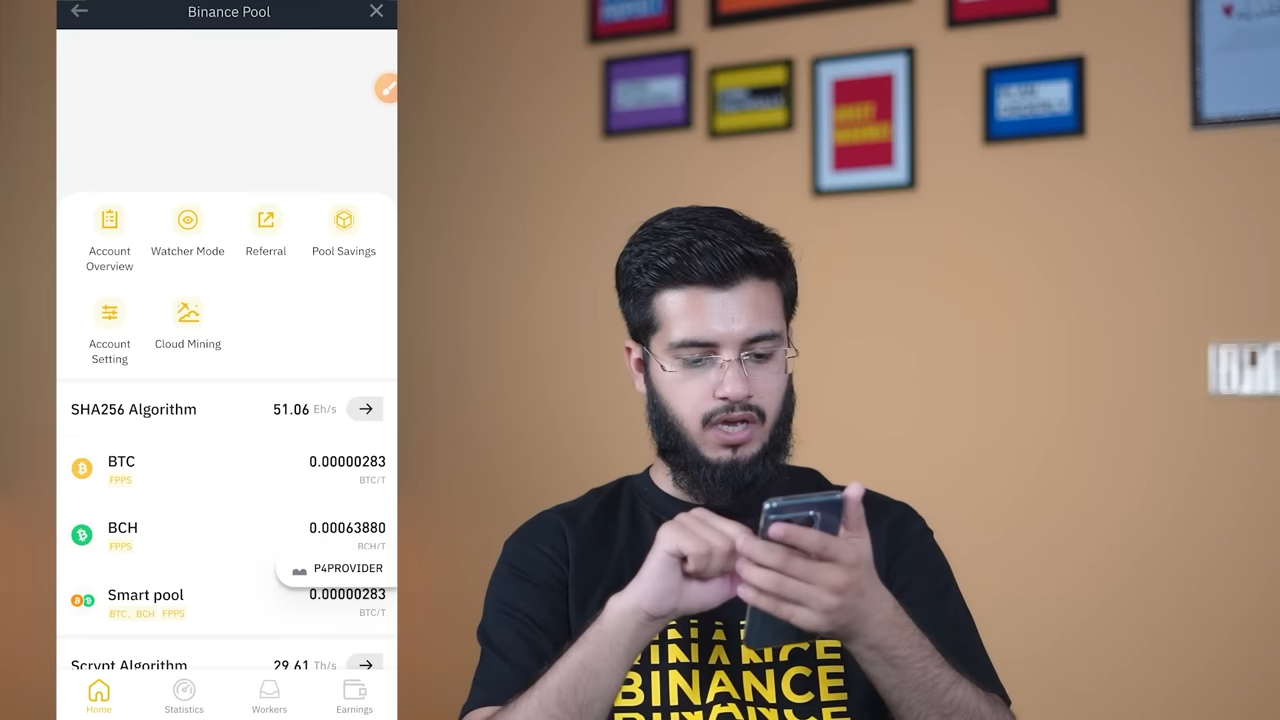 Binance Pool
Account
Overview
Watcher Mode
Referral
Pool Savings
Account
Setting
Cloud Mining
SHA256 Algorithm
51.06 Eh/s
BTC
0.00000283
FPPS
BTC/T
BCH
0.00063880
FPPS
BCH/T
P4PROVIDER
Smart pool
0.00000283
BTC、BCH FPPS
BTC/T
Scrypt Algorithm
29.61 Th/s
Home
Statistics
Workers
Earnings
BINANCE
BINANCE
BINANCE